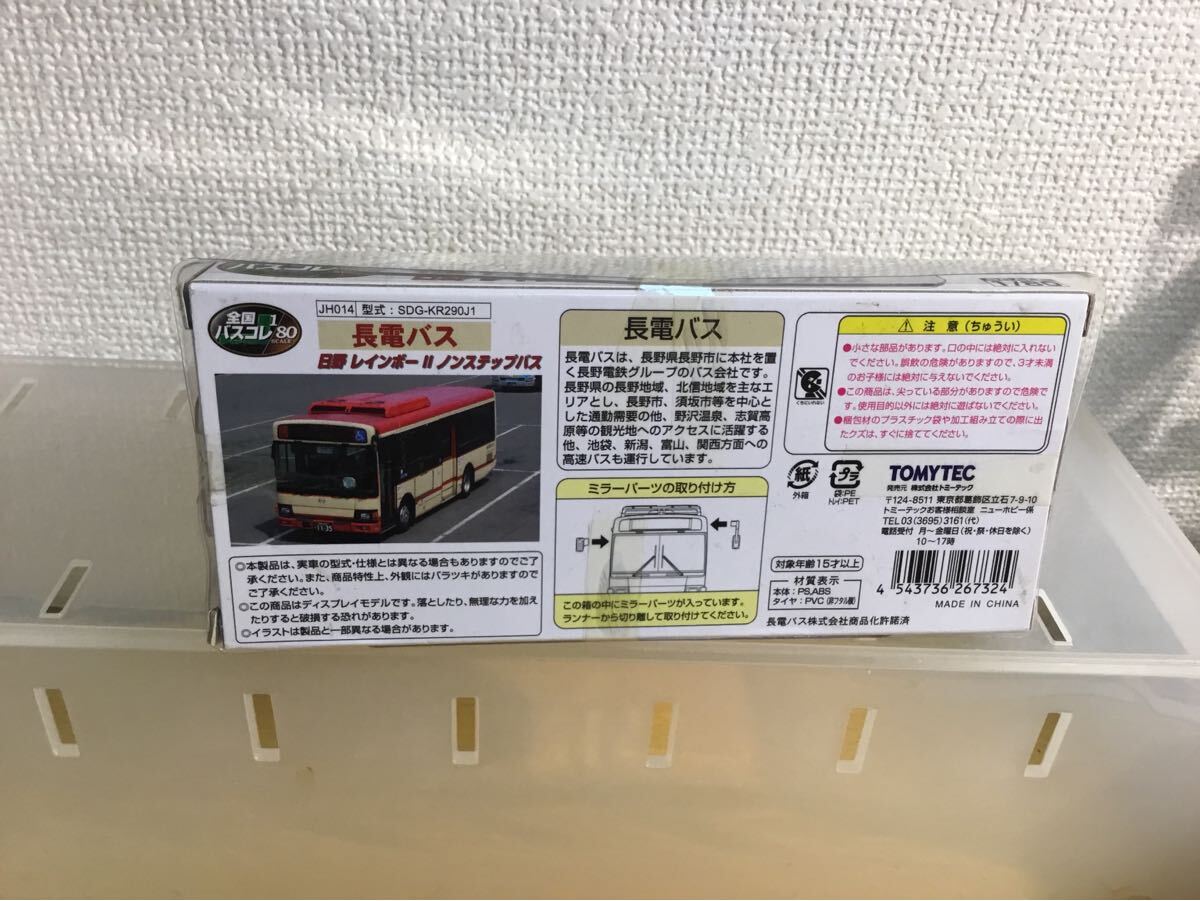 バスコレ
1/80
全国
バスコレ
1
80
SCALE
JH014 型式：SDG-KR290J1
長電バス
日野 レインボーⅡ ノンステップバス
11-35
◎本製品は、実車の型式・仕様とは異なる場合もありますのでご
了承ください。また、商品特性上、外観にはバラツキがありますので
ご了承ください。
◎この商品はディスプレイモデルです。落としたり、無理な力を加え
たりすると破損する恐れがあります。
◎イラストは製品と一部異なる場合があります。
長電バス
長電バスは、長野県長野市に本社を置
く長野電鉄グループのバス会社です。
長野県の長野地域、北信地域を主なエ
リアとし、長野市、須坂市等を中心と
した通勤需要の他、野沢温泉、志賀高
原等の観光地へのアクセスに活躍する
他、池袋、新潟、富山、関西方面への
高速バスも運行しています。
ミラーパーツの取り付け方
この箱の中にミラーパーツが入っています。
ランナーから切り離して取り付けてください。
くちにいれない
注 意（ちゅうい）
●小さな部品があります。口の中には絶対に入れない
でください。誤飲の危険がありますので、3才未満
のお子様には絶対に与えないでください。
●この商品は、尖っている部分がありますので危険で
す。使用目的以外には絶対に遊ばないでください。
●梱包材のプラスチック袋や加工組み立ての際に出
たクズは、すぐに捨ててください。
紙
外箱
プラ
袋:PE
トレイ:PET
TOMYTEC
発売元 株式会社トミーテック
〒124-8511 東京都葛飾区立石7-9-10
トミーテックお客様相談室 ニューホビー係
TEL 03(3695)3161(代)
電話受付 月～金曜日(祝・祭・休日を除く)
10～17時
対象年齢15才以上
材質表示
本体：PS,ABS
タイヤ：PVC（非フタル酸）
4 543736 267324
MADE IN CHINA
長電バス株式会社商品化許諾済